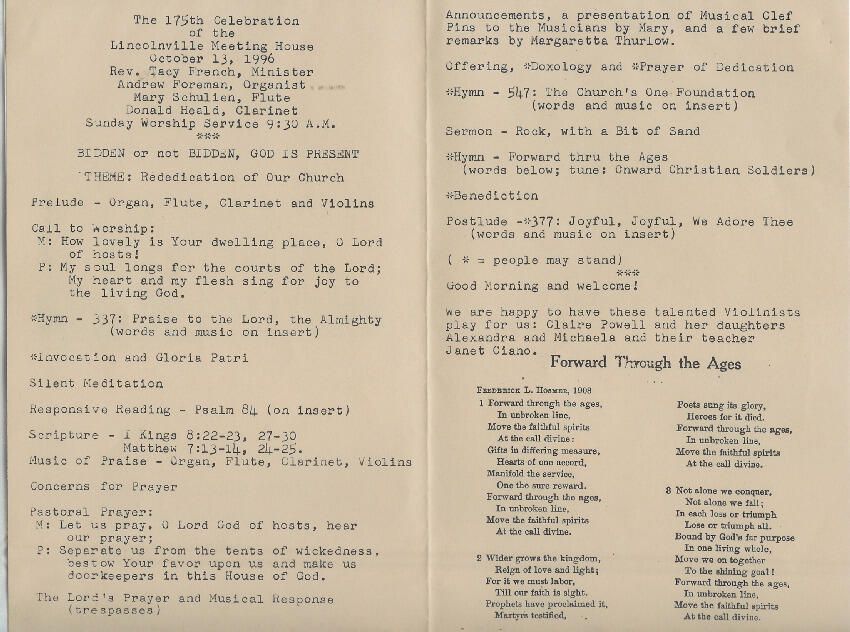 The 175th Celebration
of the
Lincolnville Meeting House
October 13, 1996
Rev. Tacy French, Minister
Andrew Foreman, Organist
Mary Schulien, Flute
Donald Heald, Clarinet
Sunday Worship Service 9:30 A.M.
***
BIDDEN or not BIDDEN, GOD IS PRESENT
THEME: Rededication of Our Church
Prelude - Organ, Flute, Clarinet and Violins
Call to Worship:
M: How lovely is Your dwelling place, O Lord
of hosts!
P: My soul longs for the courts of the Lord;
My heart and my flesh sing for joy to
the living God.
*Hymn - 337: Praise to the Lord, the Almighty
(words and music on insert)
*Invocation and Gloria Patri
Silent Meditation
Responsive Reading - Psalm 84 (on insert)
Scripture - I Kings 8:22-23, 27-30
Matthew 7:13-14, 24-25.
Music of Praise - Organ, Flute, Clarinet, Violins
Concerns for Prayer
Pastoral Prayer:
M: Let us pray, O Lord God of hosts, hear
our prayer;
P: Separate us from the tents of wickedness,
bestow Your favor upon us and make us
doorkeepers in this House of God.
The Lord's Prayer and Musical Response
(trespasses)
Announcements, a presentation of Musical Clef
Pins to the Musicians by Mary, and a few brief
remarks by Margaretta Thurlow.
Offering, *Doxology and *Prayer of Dedication
*Hymn - 547: The Church's One Foundation
(words and music on insert)
Sermon - Rock, with a Bit of Sand
*Hymn - Forward thru the Ages
(words below; tune: Onward Christian Soldiers)
*Benediction
Postlude -*377: Joyful, Joyful, We Adore Thee
(words and music on insert)
( * = people may stand)
***
Good Morning and welcome!
We are happy to have these talented Violinists
play for us: Claire Powell and her daughters
Alexandra and Michaela and their teacher
Janet Ciano.
Forward Through the Ages
FREDERICK L. HOSMER, 1908
1 Forward through the ages,
In unbroken line,
Move the faithful spirits
At the call divine:
Gifts in differing measure,
Hearts of one accord,
Manifold the service,
One the sure reward.
Forward through the ages,
In unbroken line,
Move the faithful spirits
At the call divine.
2 Wider grows the kingdom,
Reign of love and light;
For it we must labor,
Till our faith is sight.
Prophets have proclaimed it,
Martyrs testified,
Poets sung its glory,
Heroes for it died.
Forward through the ages,
In unbroken line,
Move the faithful spirits
At the call divine.
3 Not alone we conquer,
Not alone we fall;
In each loss or triumph
Lose or triumph all.
Bound by God's far purpose
In one living whole,
Move we on together
To the shining goal!
Forward through the ages,
In unbroken line,
Move the faithful spirits
At the call divine.